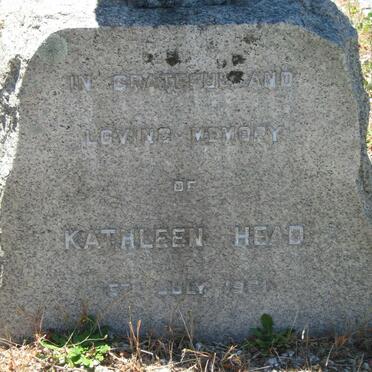 IN GRATEFUL AND
LOVING MEMORY
OF
KATHLEEN HEAD
JULY